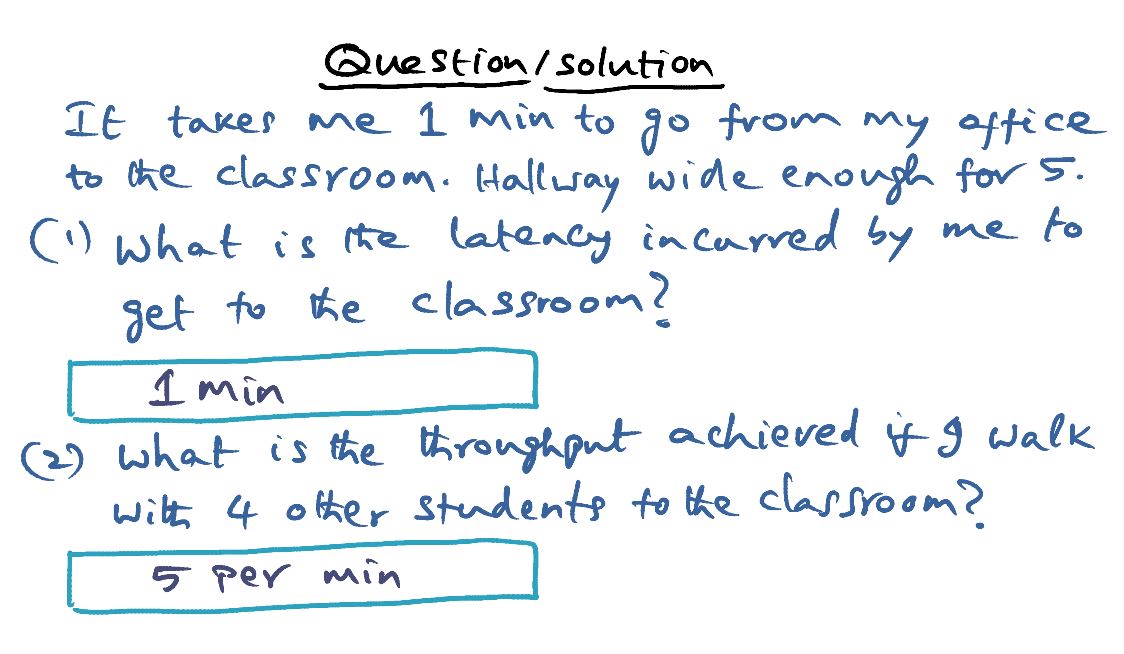 Question/solution
It takes me 1 min to go from my office
to the classroom. Hallway wide enough for 5.
(1) What is the latency incurred by me to
get to the classroom?
1 min
(2) What is the throughput achieved if I walk
with 4 other students to the classroom?
5 per min